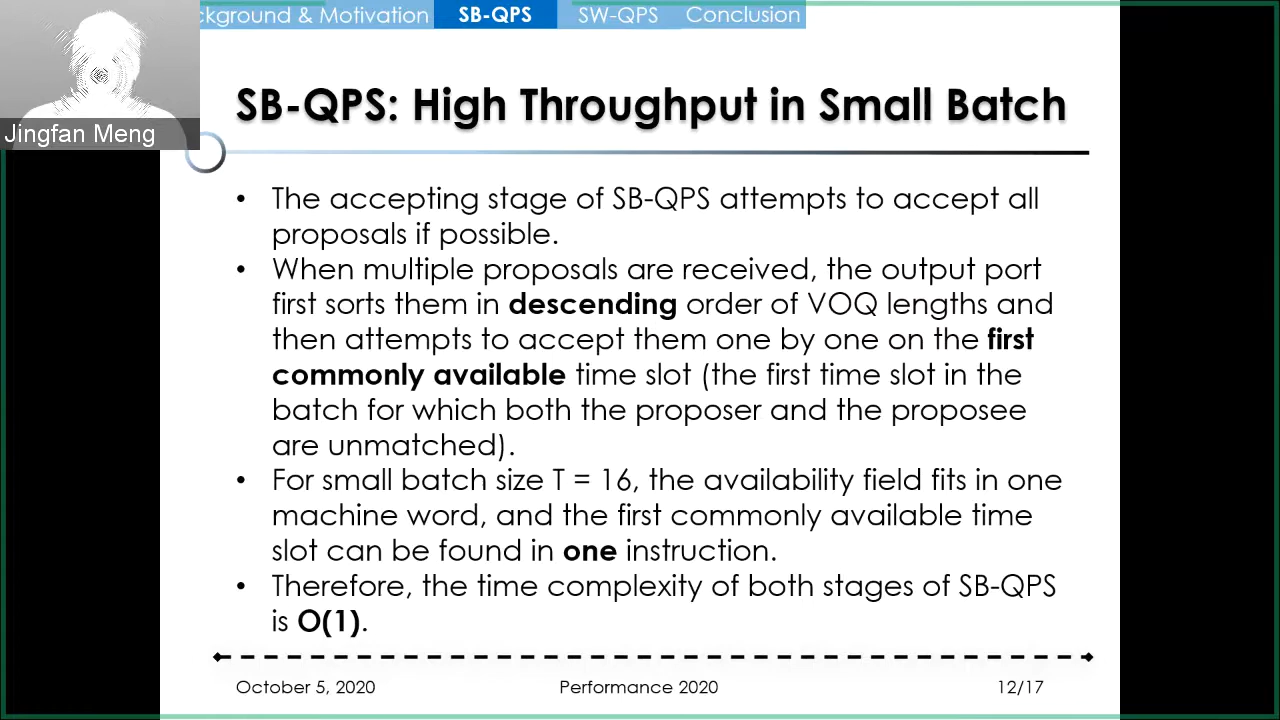 ckground & Motivation SB-QPS SW-QPS Conclusion
Jingfan Meng
SB-QPS: High Throughput in Small Batch
• The accepting stage of SB-QPS attempts to accept all
proposals if possible.
• When multiple proposals are received, the output port
first sorts them in descending order of VOQ lengths and
then attempts to accept them one by one on the first
commonly available time slot (the first time slot in the
batch for which both the proposer and the proposee
are unmatched).
• For small batch size T = 16, the availability field fits in one
machine word, and the first commonly available time
slot can be found in one instruction.
• Therefore, the time complexity of both stages of SB-QPS
is O(1).
October 5, 2020 Performance 2020 12/17